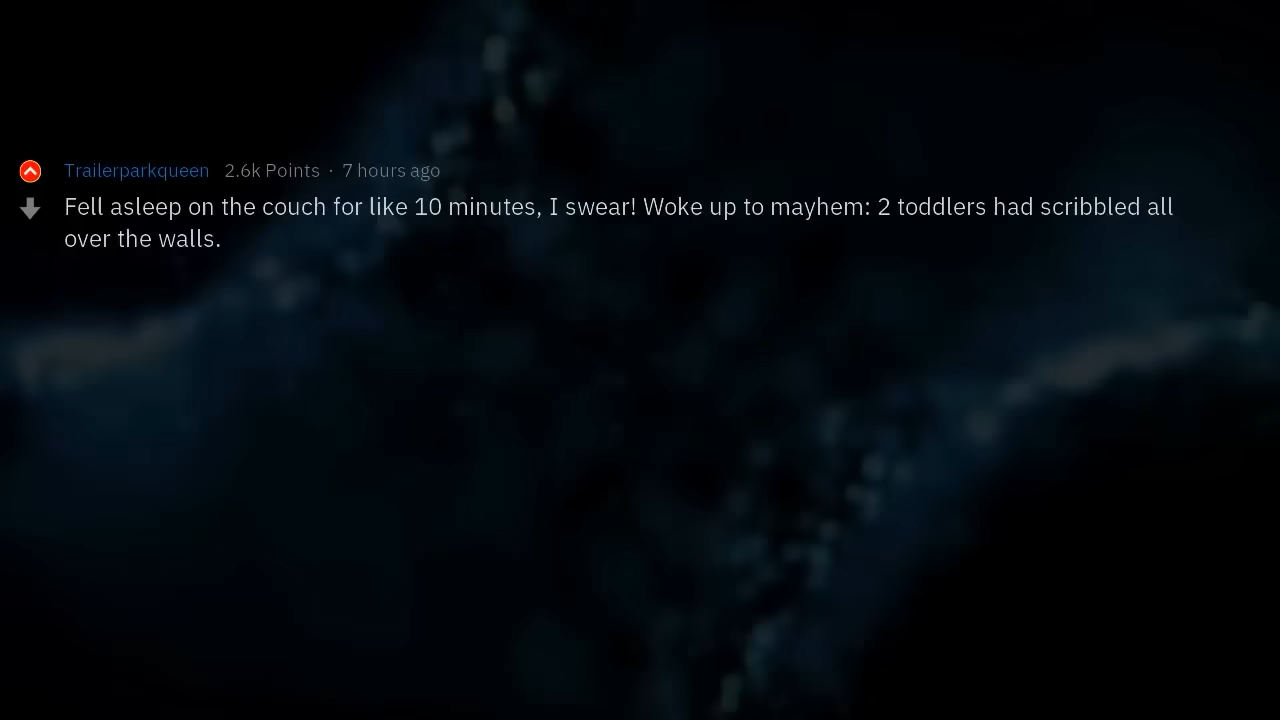 Trailerparkqueen 2.6k Points · 7 hours ago
Fell asleep on the couch for like 10 minutes, I swear! Woke up to mayhem: 2 toddlers had scribbled all
over the walls.